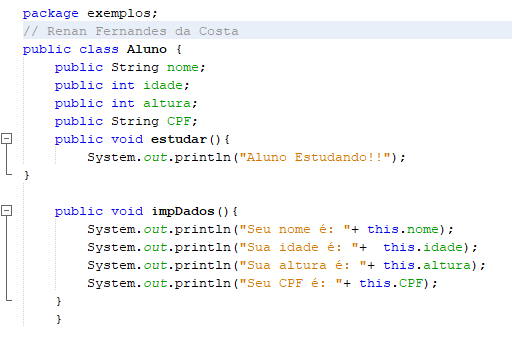 package exemplos;
// Renan Fernandes da Costa
public class Aluno {
    public String nome;
    public int idade;
    public int altura;
    public String CPF;
    public void estudar(){
        System.out.println("Aluno Estudando!!");
}

    public void impDados(){
        System.out.println("Seu nome é: "+ this.nome);
        System.out.println("Sua idade é: "+  this.idade);
        System.out.println("Sua altura é: "+ this.altura);
        System.out.println("Seu CPF é: "+ this.CPF);
    }
    }